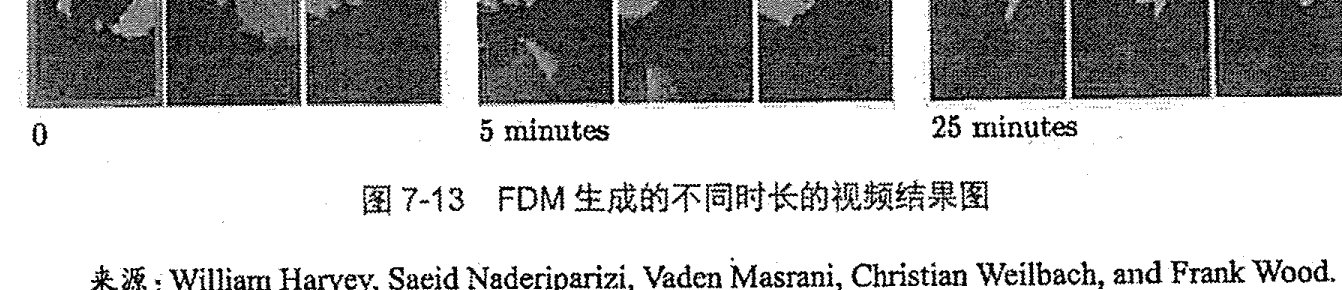 0
5 minutes
25 minutes
图 7-13 FDM 生成的不同时长的视频结果图
来源：William Harvey, Saeid Naderiparizi, Vaden Masrani, Christian Weilbach, and Frank Wood.